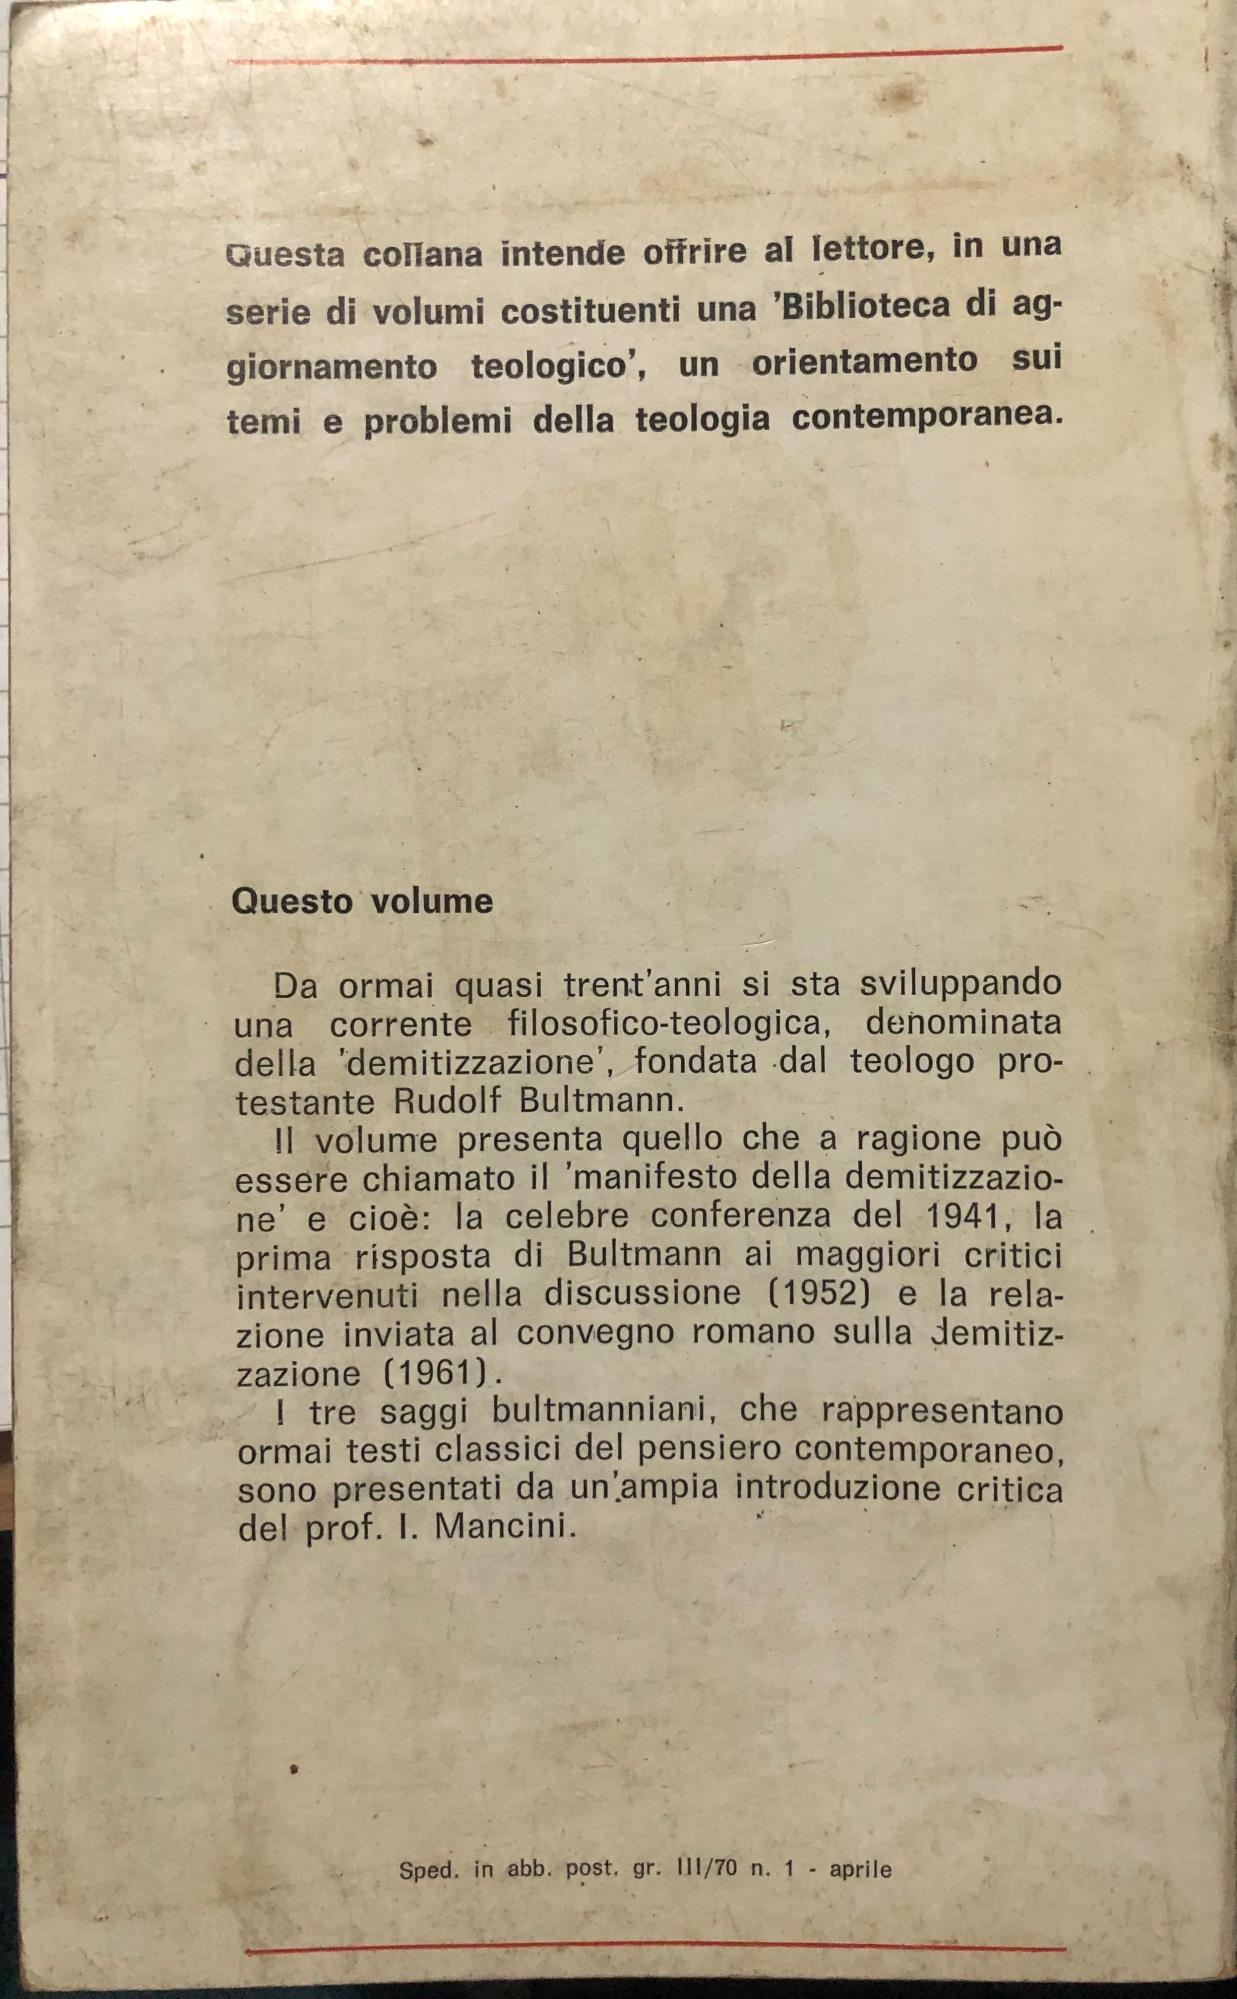 Questa collana intende offrire al lettore, in una
serie di volumi costituenti una 'Biblioteca di ag-
giornamento teologico', un orientamento sui
temi e problemi della teologia contemporanea.
Questo volume
Da ormai quasi trent'anni si sta sviluppando
una corrente filosofico-teologica, denominata
della 'demitizzazione', fondata dal teologo pro-
testante Rudolf Bultmann.
Il volume presenta quello che a ragione può
essere chiamato il 'manifesto della demitizzazio-
ne' e cioè: la celebre conferenza del 1941, la
prima risposta di Bultmann ai maggiori critici
intervenuti nella discussione (1952) e la rela-
zione inviata al convegno romano sulla demitiz-
zazione (1961).
I tre saggi bultmanniani, che rappresentano
ormai testi classici del pensiero contemporaneo,
sono presentati da un'ampia introduzione critica
del prof. I. Mancini.
Sped. in abb. post. gr. III/70 n. 1 - aprile